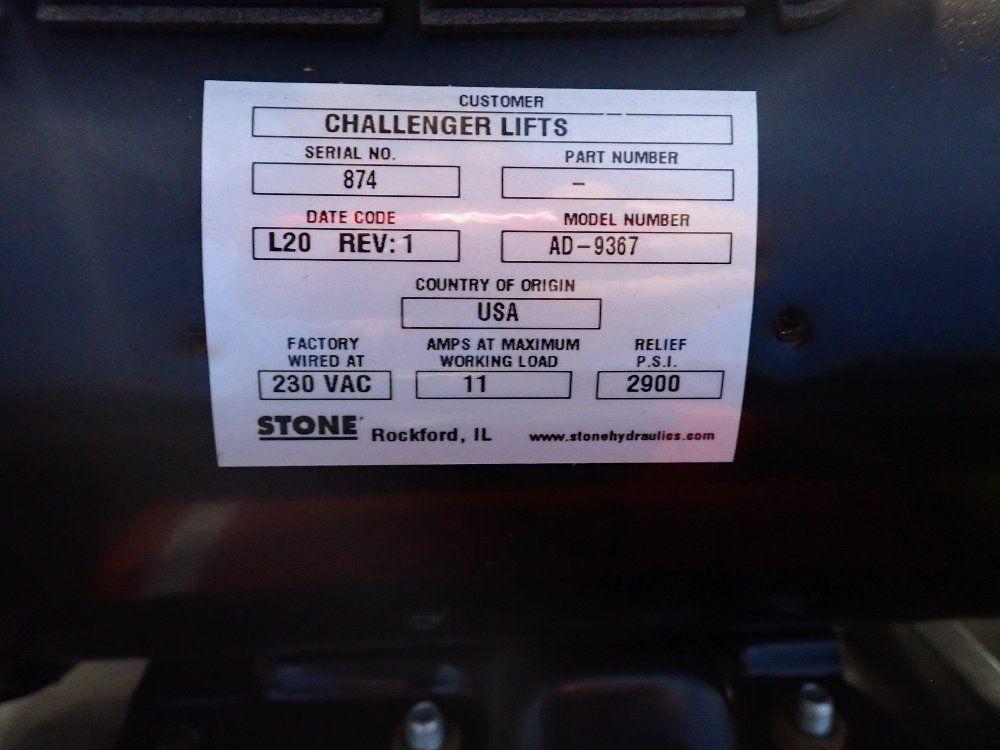 CUSTOMER
CHALLENGER LIFTS
SERIAL NO. PART NUMBER
874 -
DATE CODE MODEL NUMBER
L20 REV: 1 AD-9367
COUNTRY OF ORIGIN
USA
FACTORY AMPS AT MAXIMUM RELIEF
WIRED AT WORKING LOAD P.S.I.
230 VAC 11 2900
STONE Rockford, IL www.stonehydraulics.com